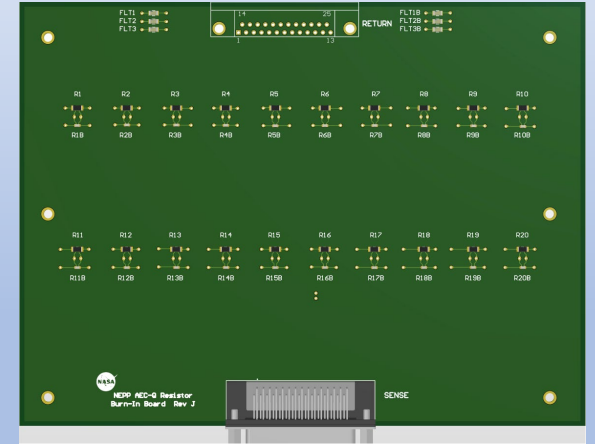 FLT1
FLT2
FLT3
14 25
1 13
RETURN
FLT1B
FLT2B
FLT3B
R1 R2 R3 R4 R5 R6 R7 R8 R9 R10
R1B R2B R3B R4B R5B R6B R7B R8B R9B R10B
R11 R12 R13 R14 R15 R16 R17 R18 R19 R20
R11B R12B R13B R14B R15B R16B R17B R18B R19B R20B
NASA
NEPP AEC-Q Resistor
Burn-In Board Rev J
SENSE